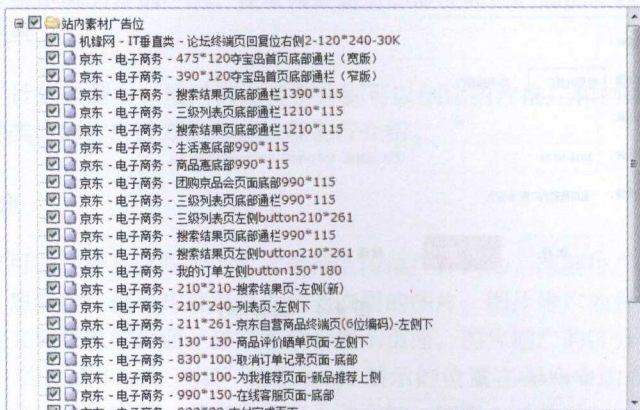 站内素材广告位
机锋网 - IT垂直类 - 论坛终端页回复位右侧2-120*240-30K
京东 - 电子商务 - 475*120夺宝岛首页底部通栏（宽版）
京东 - 电子商务 - 390*120夺宝岛首页底部通栏（窄版）
京东 - 电子商务 - 搜索结果页底部通栏1390*115
京东 - 电子商务 - 三级列表页底部通栏1210*115
京东 - 电子商务 - 搜索结果页底部通栏1210*115
京东 - 电子商务 - 生活惠底部990*115
京东 - 电子商务 - 商品惠底部990*115
京东 - 电子商务 - 团购京品会页面底部990*115
京东 - 电子商务 - 三级列表页底部通栏990*115
京东 - 电子商务 - 三级列表页左侧button210*261
京东 - 电子商务 - 搜索结果页底部通栏990*115
京东 - 电子商务 - 搜索结果页左侧button210*261
京东 - 电子商务 - 我的订单左侧button150*180
京东 - 电子商务 - 210*210-搜索结果页-左侧(新)
京东 - 电子商务 - 210*240-列表页-左侧下
京东 - 电子商务 - 211*261-京东自营商品终端页(6位编码)-左侧下
京东 - 电子商务 - 130*130-商品评价晒单页面-左侧下
京东 - 电子商务 - 830*100-取消订单记录页面-底部
京东 - 电子商务 - 980*100-为我推荐页面-新品推荐上侧
京东 - 电子商务 - 990*150-在线客服页面-底部